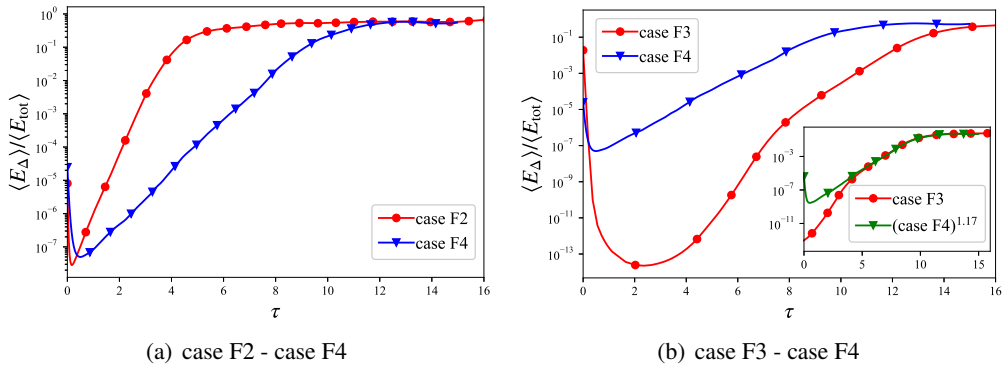 10⁰
10⁻¹
10⁻²
10⁻³
10⁻⁴
10⁻⁵
10⁻⁶
10⁻⁷
⟨E_Δ⟩/⟨E_tot⟩
case F2
case F4
0 2 4 6 8 10 12 14 16
τ
(a) case F2 - case F4
10⁻¹
10⁻³
10⁻⁵
10⁻⁷
10⁻⁹
10⁻¹¹
10⁻¹³
⟨E_Δ⟩/⟨E_tot⟩
case F3
case F4
10⁻¹
10⁻³
10⁻⁷
10⁻¹¹
case F3
(case F4)¹·¹⁷
0 5 10 15
0 2 4 6 8 10 12 14 16
τ
(b) case F3 - case F4